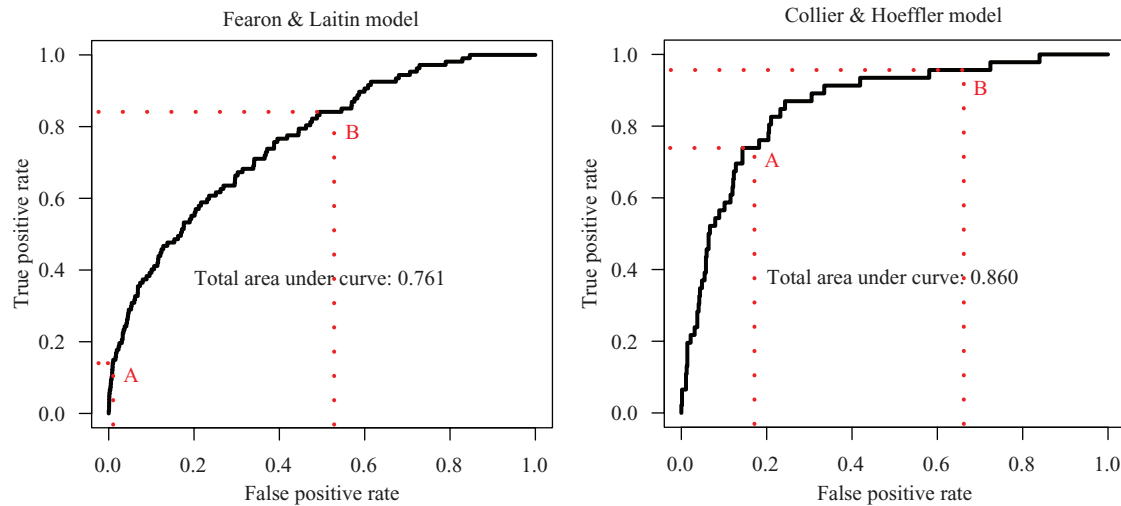 Fearon & Laitin model
1.0
0.8
0.6
0.4
0.2
0.0
True positive rate
B
Total area under curve: 0.761
A
0.0 0.2 0.4 0.6 0.8 1.0
False positive rate
Collier & Hoeffler model
1.0
0.8
0.6
0.4
0.2
0.0
True positive rate
B
A
Total area under curve: 0.860
0.0 0.2 0.4 0.6 0.8 1.0
False positive rate